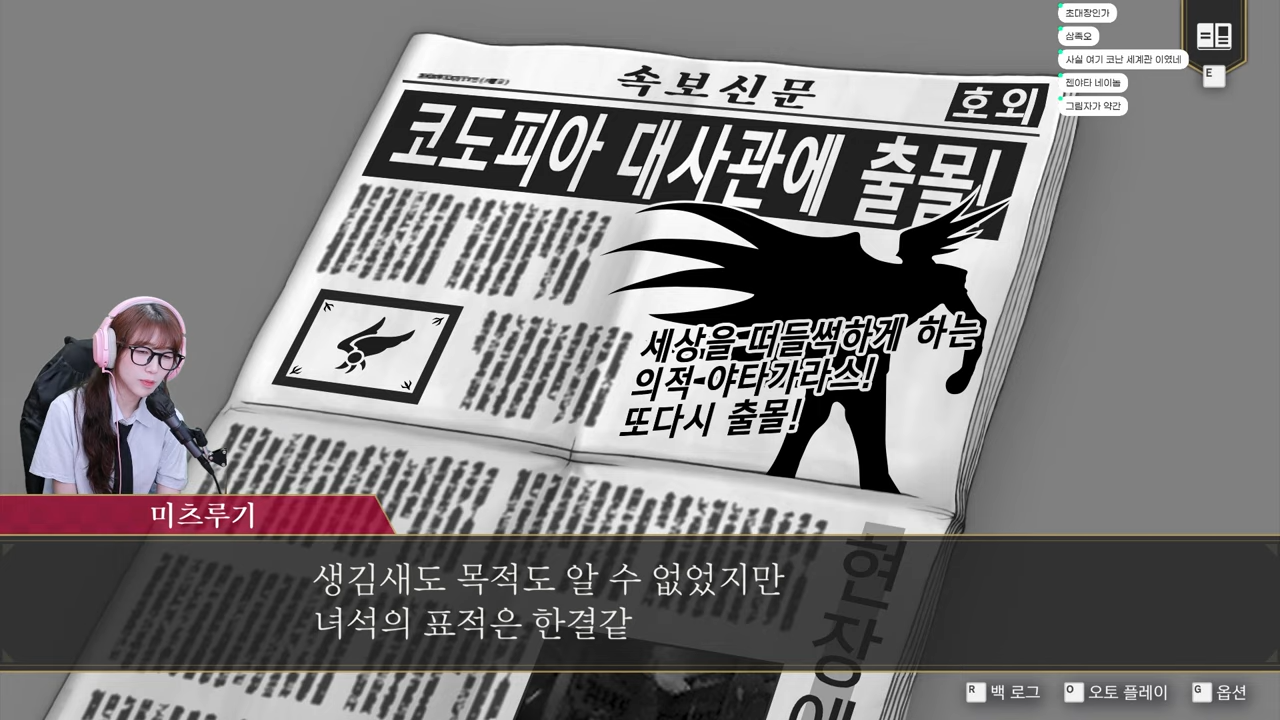 초대장인가
삼족오
사실 여기 코난 세계관 이였네
젠야타 네이놈
그림자가 약간
E
속보신문
호외
코도피아 대사관에 출몰!
세상을 떠들썩하게 하는
의적 야타가라스!
또다시 출몰!
현장에
미츠루기
생김새도 목적도 알 수 없었지만
녀석의 표적은 한결같
R 백 로그
O 오토 플레이
G 옵션